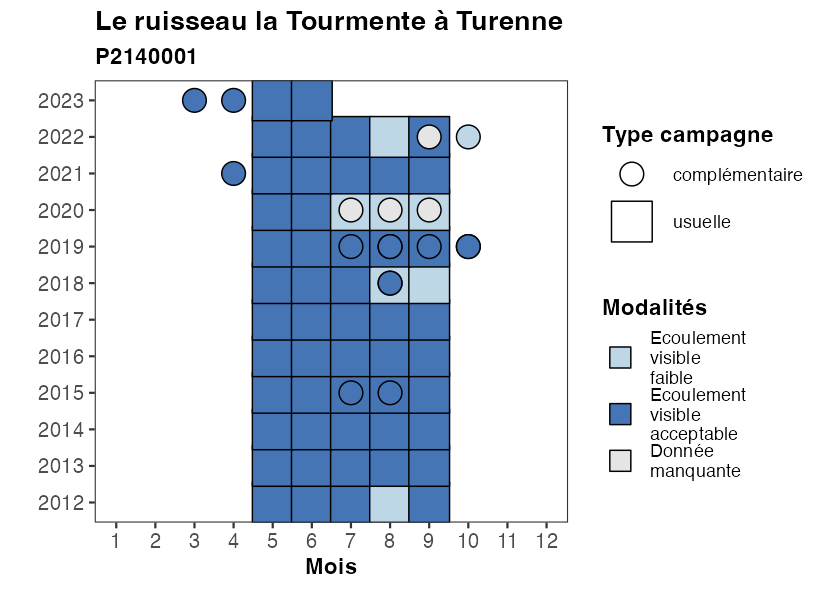 Le ruisseau la Tourmente à Turenne
P2140001
2023
2022
2021
2020
2019
2018
2017
2016
2015
2014
2013
2012
1 2 3 4 5 6 7 8 9 10 11 12
Mois
Type campagne
complémentaire
usuelle
Modalités
Ecoulement
visible
faible
Ecoulement
visible
acceptable
Donnée
manquante